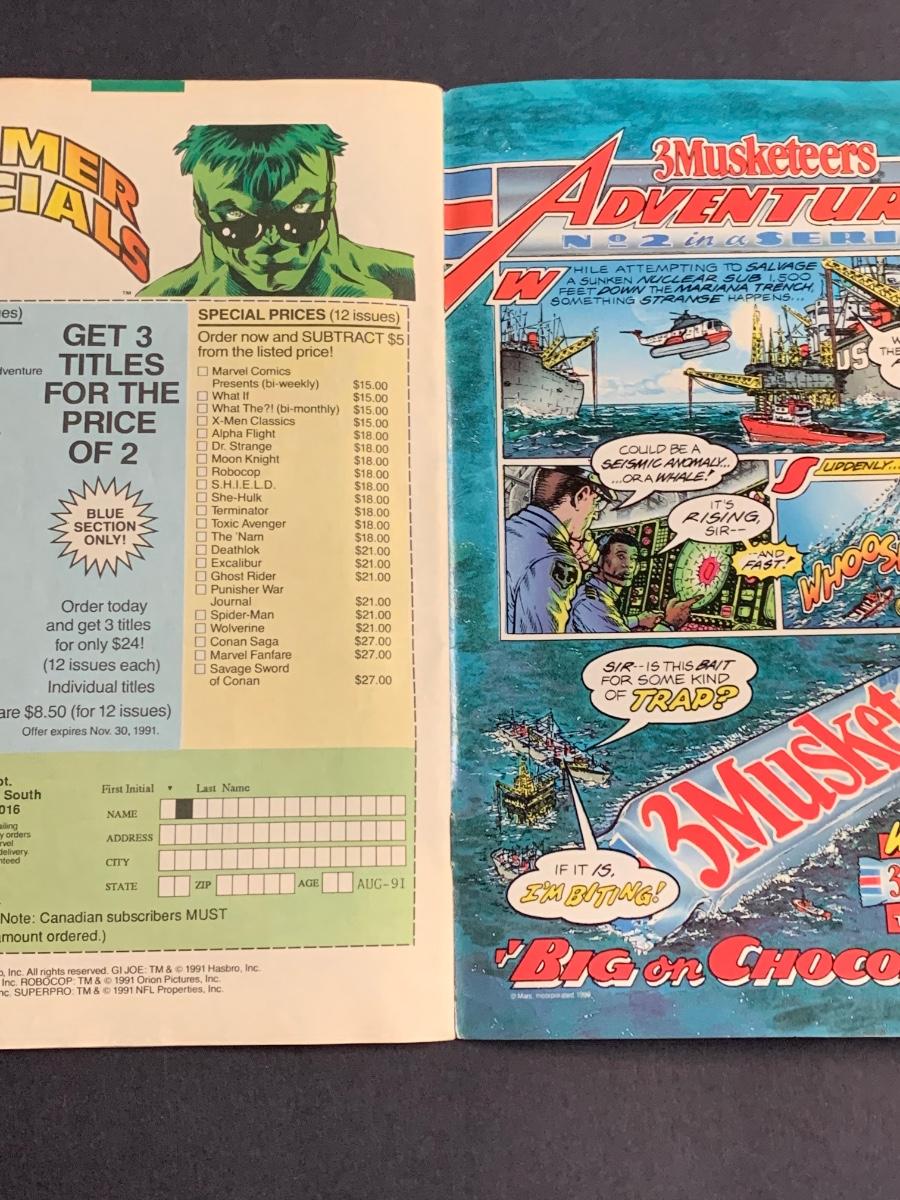 MER
CIALS
™
es)
dventure
GET 3
TITLES
FOR THE
PRICE
OF 2
BLUE
SECTION
ONLY!
Order today
and get 3 titles
for only $24!
(12 issues each)
Individual titles
are $8.50 (for 12 issues)
Offer expires Nov. 30, 1991.
SPECIAL PRICES (12 issues)
Order now and SUBTRACT $5
from the listed price!
Marvel Comics
Presents (bi-weekly) $15.00
What If $15.00
What The?! (bi-monthly) $15.00
X-Men Classics $15.00
Alpha Flight $18.00
Dr. Strange $18.00
Moon Knight $18.00
Robocop $18.00
S.H.I.E.L.D. $18.00
She-Hulk $18.00
Terminator $18.00
Toxic Avenger $18.00
The 'Nam $18.00
Deathlok $21.00
Excalibur $21.00
Ghost Rider $21.00
Punisher War
Journal $21.00
Spider-Man $21.00
Wolverine $21.00
Conan Saga $27.00
Marvel Fanfare $27.00
Savage Sword
of Conan $27.00
pt.
South
016
ailing
y orders
rvel
delivery.
nteed
First Initial ▾ Last Name
NAME
ADDRESS
CITY
STATE ZIP AGE AUG-91
Note: Canadian subscribers MUST
amount ordered.)
o, Inc. All rights reserved. GI JOE: TM & © 1991 Hasbro, Inc.
Inc. ROBOCOP: TM & © 1991 Orion Pictures, Inc.
nc. SUPERPRO: TM & © 1991 NFL Properties, Inc.
3Musketeers
ADVENTUR
No 2 in a SERI
WHILE ATTEMPTING TO SALVAGE
A SUNKEN NUCLEAR SUB 1,500
FEET DOWN THE MARIANA TRENCH,
SOMETHING STRANGE HAPPENS...
US
W
THE
COULD BE A
SEISMIC ANOMALY...
...OR A WHALE!
IT'S
RISING,
SIR--
--AND
FAST!
SUDDENLY...
WHOOS
SIR--IS THIS BAIT
FOR SOME KIND
OF TRAP?
3Musket
IF IT IS,
I'M BITING!
W
3
"BIG on CHOCO
© Mars, Incorporated 1990